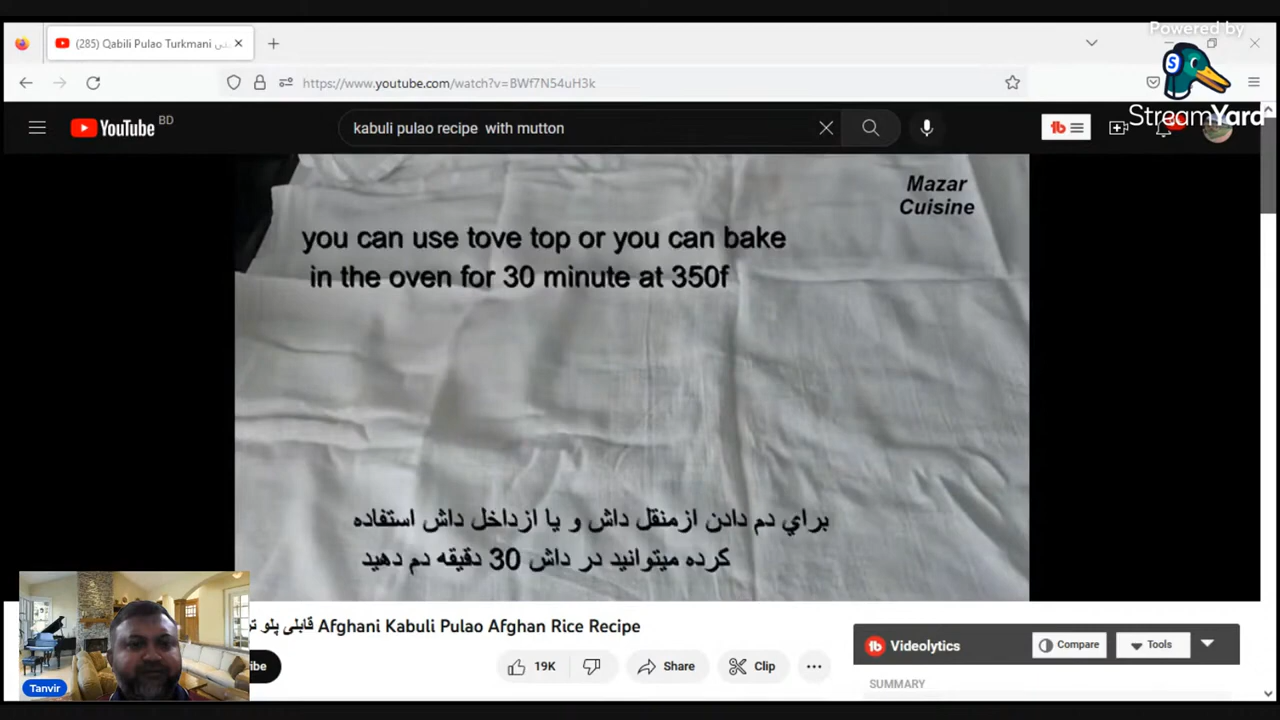 Powered by
StreamYard
(285) Qabili Pulao Turkmani
https://www.youtube.com/watch?v=BWf7N54uH3k
YouTube BD
kabuli pulao recipe with mutton
Mazar
Cuisine
you can use tove top or you can bake
in the oven for 30 minute at 350f
براي دم دادن ازمنقل داش و يا ازداخل داش استفاده
کرده ميتوانيد در داش 30 دقيقه دم دهيد
قابلی پلو Afghani Kabuli Pulao Afghan Rice Recipe
19K
Share
Clip
Videolytics
Compare
Tools
SUMMARY
Tanvir